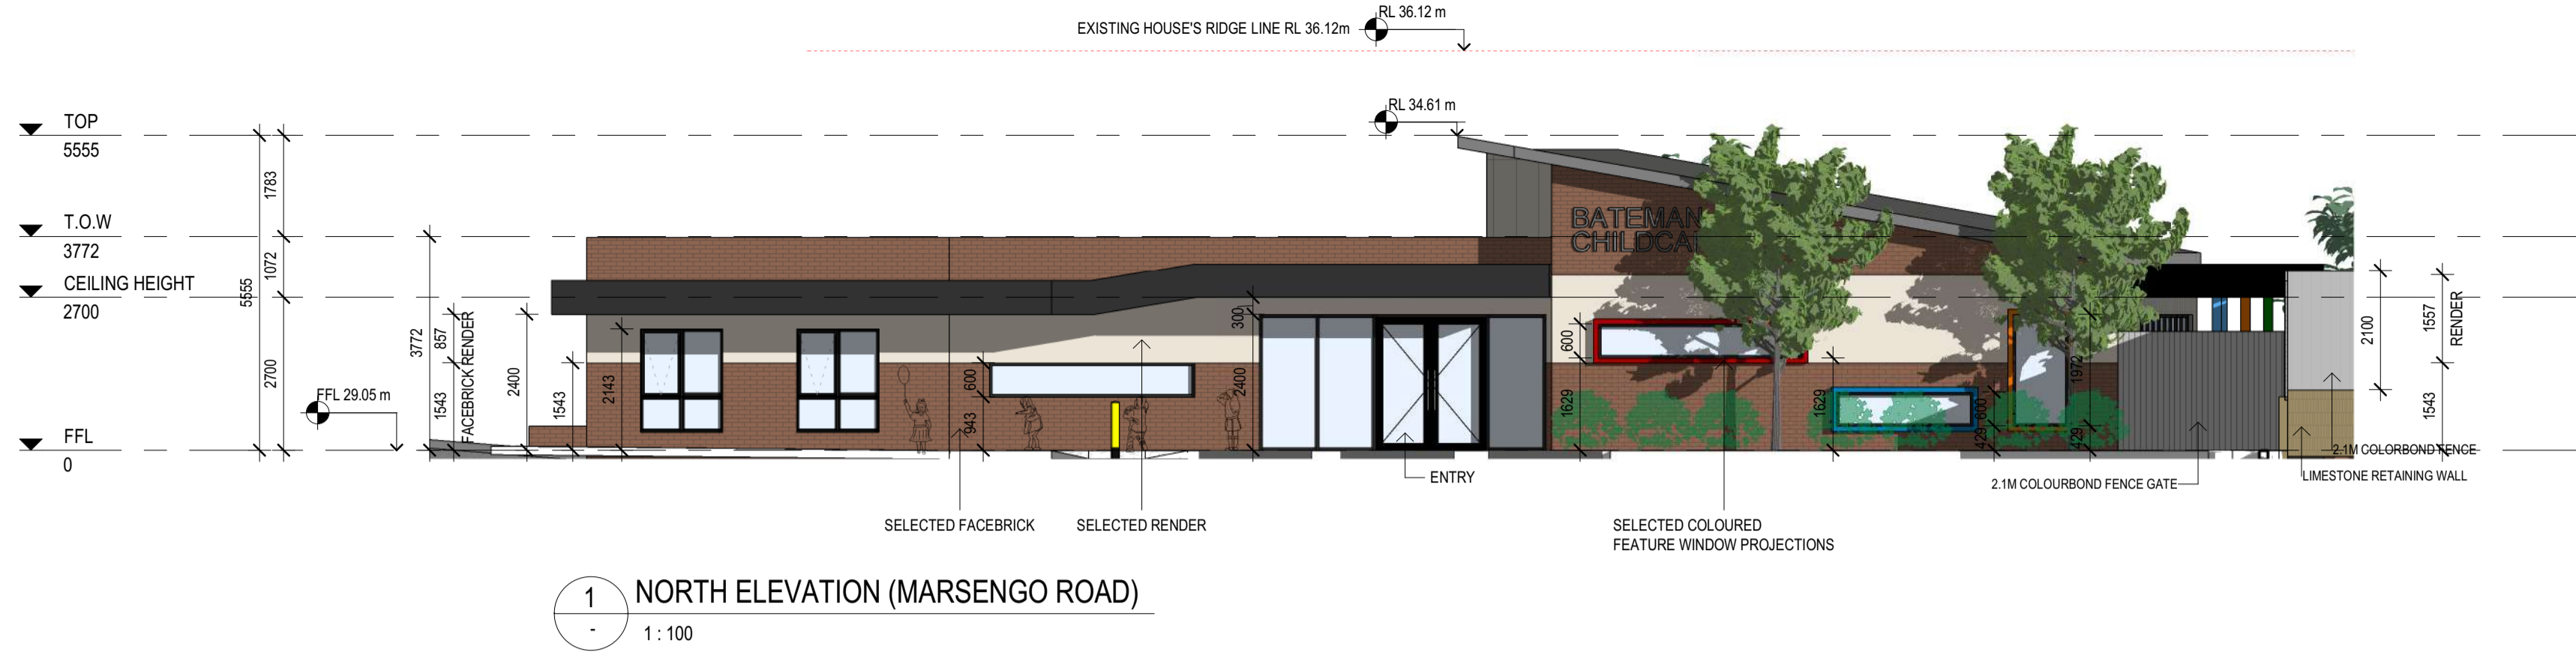 RL 36.12 m
EXISTING HOUSE'S RIDGE LINE RL 36.12m
RL 34.61 m
TOP
5555
T.O.W
3772
CEILING HEIGHT
2700
FFL
0
FFL 29.05 m
5555
1783
1072
2700
3772
857
1543
FACEBRICK RENDER
2400
1543
2143
600
943
300
2400
BATEMAN
CHILDCA
600
1629
1629
600
429
1972
429
2100
1557
1543
RENDER
ENTRY
2.1M COLORBOND FENCE
LIMESTONE RETAINING WALL
2.1M COLOURBOND FENCE GATE
SELECTED FACEBRICK
SELECTED RENDER
SELECTED COLOURED
FEATURE WINDOW PROJECTIONS
1
-
NORTH ELEVATION (MARSENGO ROAD)
1 : 100